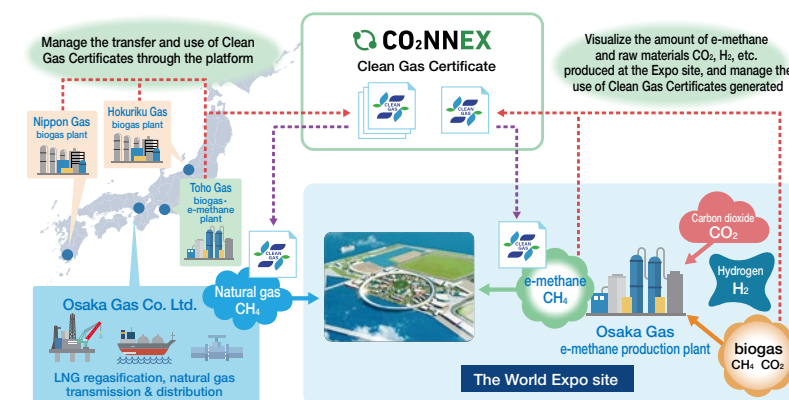 Manage the transfer and use of Clean
Gas Certificates through the platform
CO₂NNEX
Clean Gas Certificate
CLEAN
GAS
CLEAN
GAS
Visualize the amount of e-methane
and raw materials CO₂, H₂, etc.
produced at the Expo site, and manage the
use of Clean Gas Certificates generated
Nippon Gas
biogas plant
Hokuriku Gas
biogas plant
Toho Gas
biogas・
e-methane
plant
CLEAN
GAS
CLEAN
GAS
Natural gas
CH₄
e-methane
CH₄
Carbon dioxide
CO₂
Hydrogen
H₂
biogas
CH₄ CO₂
Osaka Gas Co. Ltd.
LNG regasification, natural gas
transmission & distribution
Osaka Gas
e-methane production plant
The World Expo site